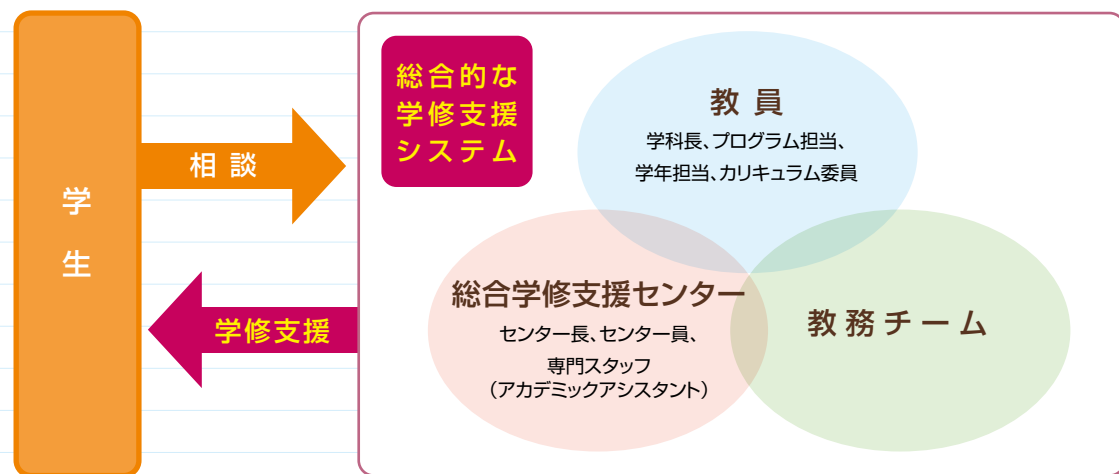 学生
相談
学修支援
総合的な
学修支援
システム
教員
学科長、プログラム担当、
学年担当、カリキュラム委員
総合学修支援センター
センター長、センター員、
専門スタッフ
（アカデミックアシスタント）
教務チーム